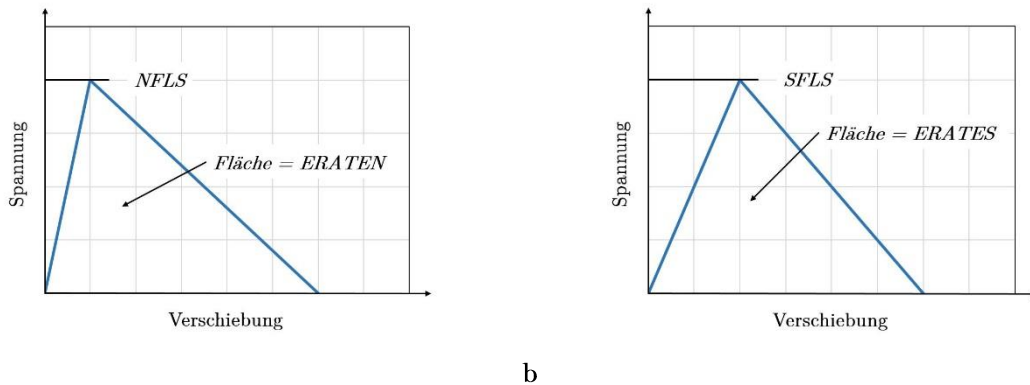 NFLS
Fläche = ERATEN
Spannung
Verschiebung
SFLS
Fläche = ERATES
Spannung
Verschiebung
b